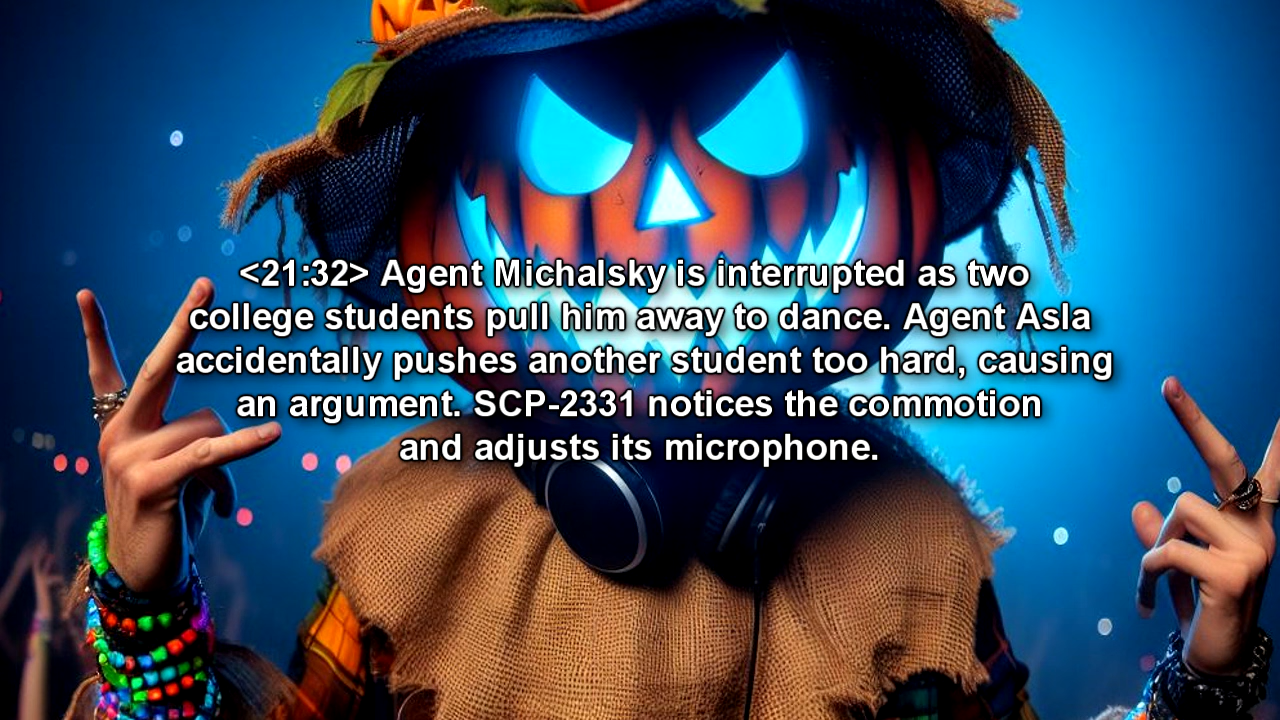 <21:32> Agent Michalsky is interrupted as two
college students pull him away to dance. Agent Asla
accidentally pushes another student too hard, causing
an argument. SCP-2331 notices the commotion
and adjusts its microphone.